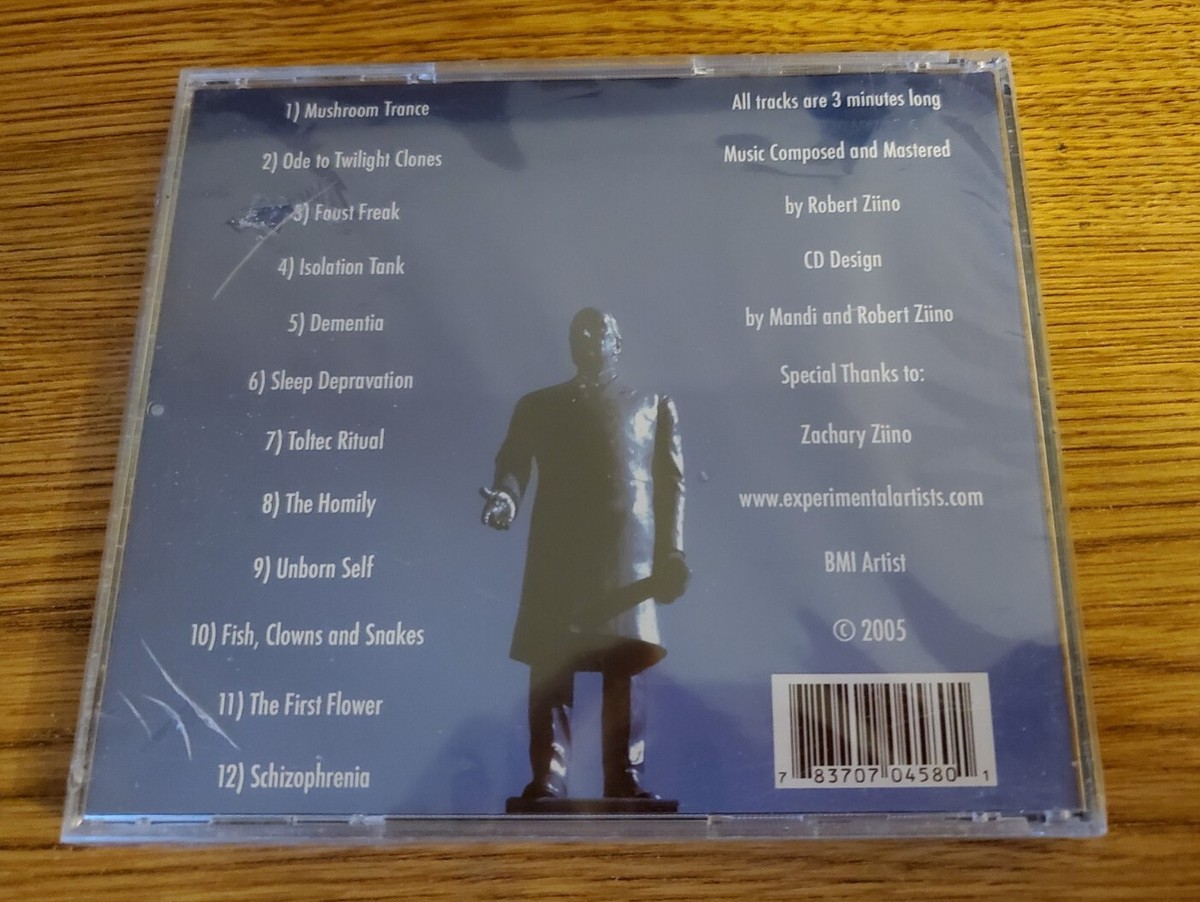 1) Mushroom Trance
2) Ode to Twilight Clones
3) Faust Freak
4) Isolation Tank
5) Dementia
6) Sleep Depravation
7) Toltec Ritual
8) The Homily
9) Unborn Self
10) Fish, Clowns and Snakes
11) The First Flower
12) Schizophrenia
All tracks are 3 minutes long
Music Composed and Mastered
by Robert Ziino
CD Design
by Mandi and Robert Ziino
Special Thanks to:
Zachary Ziino
www.experimentalartists.com
BMI Artist
© 2005
7 83707 04580 1